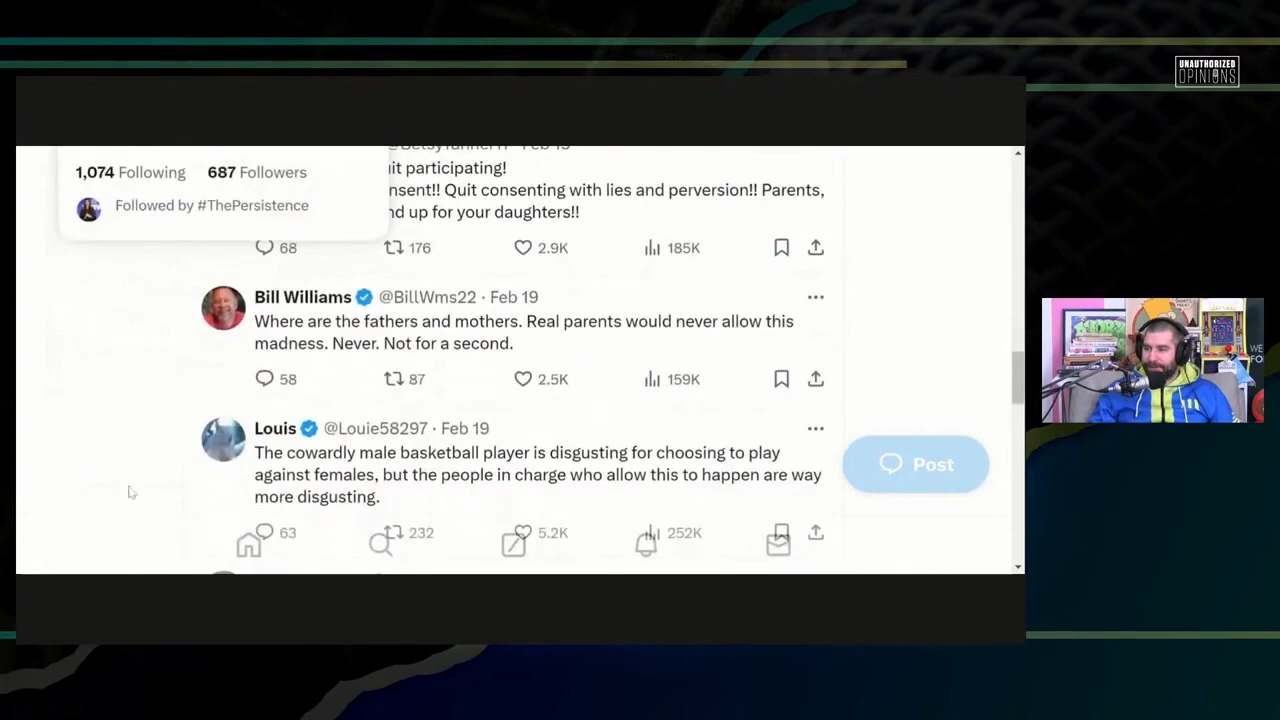 UNAUTHORIZED
OPINIONS
1,074 Following 687 Followers
Followed by #ThePersistence
Feb
it participating!
nsent!! Quit consenting with lies and perversion!! Parents,
nd up for your daughters!!
68 176 2.9K 185K
Bill Williams @BillWms22 · Feb 19
Where are the fathers and mothers. Real parents would never allow this
madness. Never. Not for a second.
58 87 2.5K 159K
Louis @Louie58297 · Feb 19
The cowardly male basketball player is disgusting for choosing to play
against females, but the people in charge who allow this to happen are way
more disgusting.
63 232 5.2K 252K
Post
WE
FO